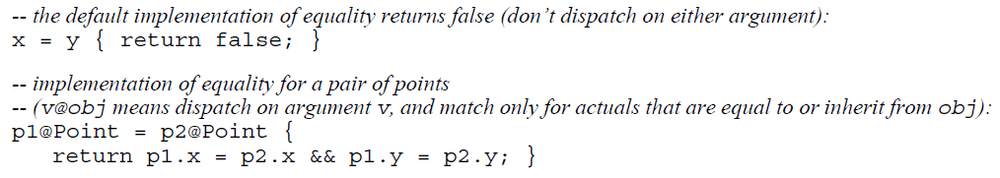 -- the default implementation of equality returns false (don’t dispatch on either argument):
x = y { return false; }
-- implementation of equality for a pair of points
-- (v@obj means dispatch on argument v, and match only for actuals that are equal to or inherit from obj):
p1@Point = p2@Point {
return p1.x = p2.x && p1.y = p2.y; }